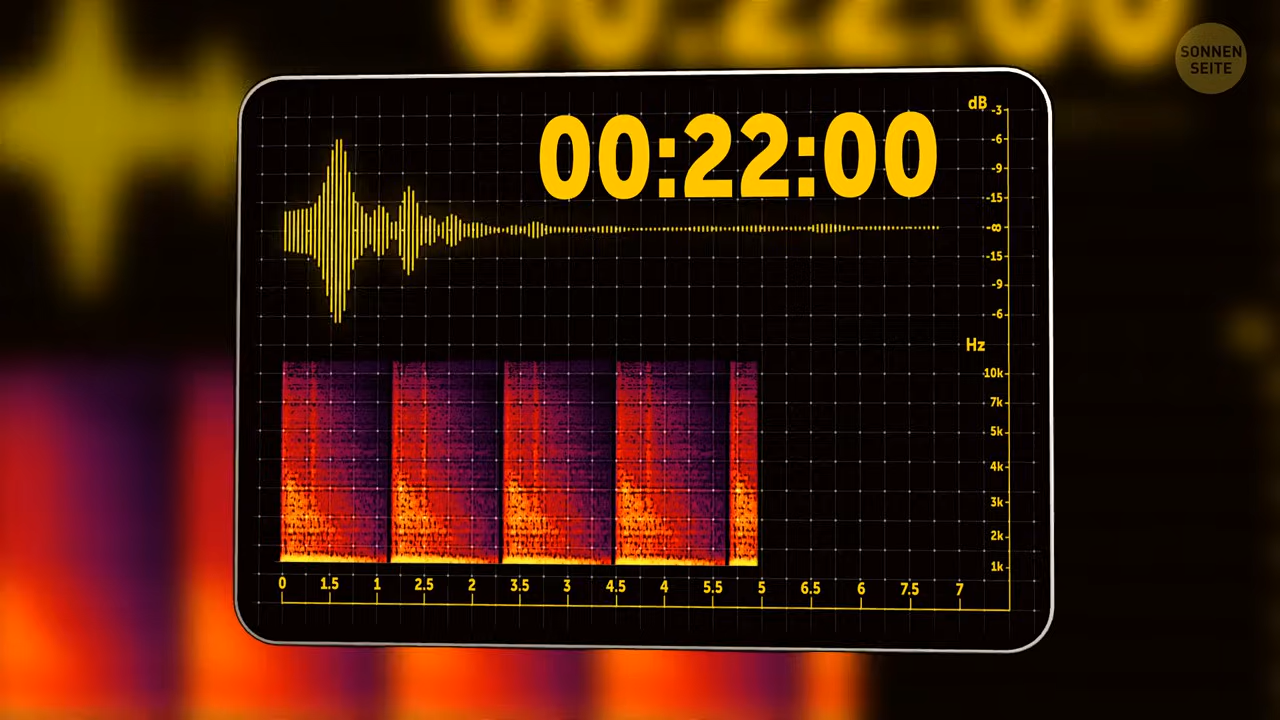 SONNEN
SEITE
00:22:00
dB
-3
-6
-9
-15
-∞
-15
-9
-6
Hz
10k
7k
5k
4k
3k
2k
1k
0 1.5 1 2.5 2 3.5 3 4.5 4 5.5 5 6.5 6 7.5 7